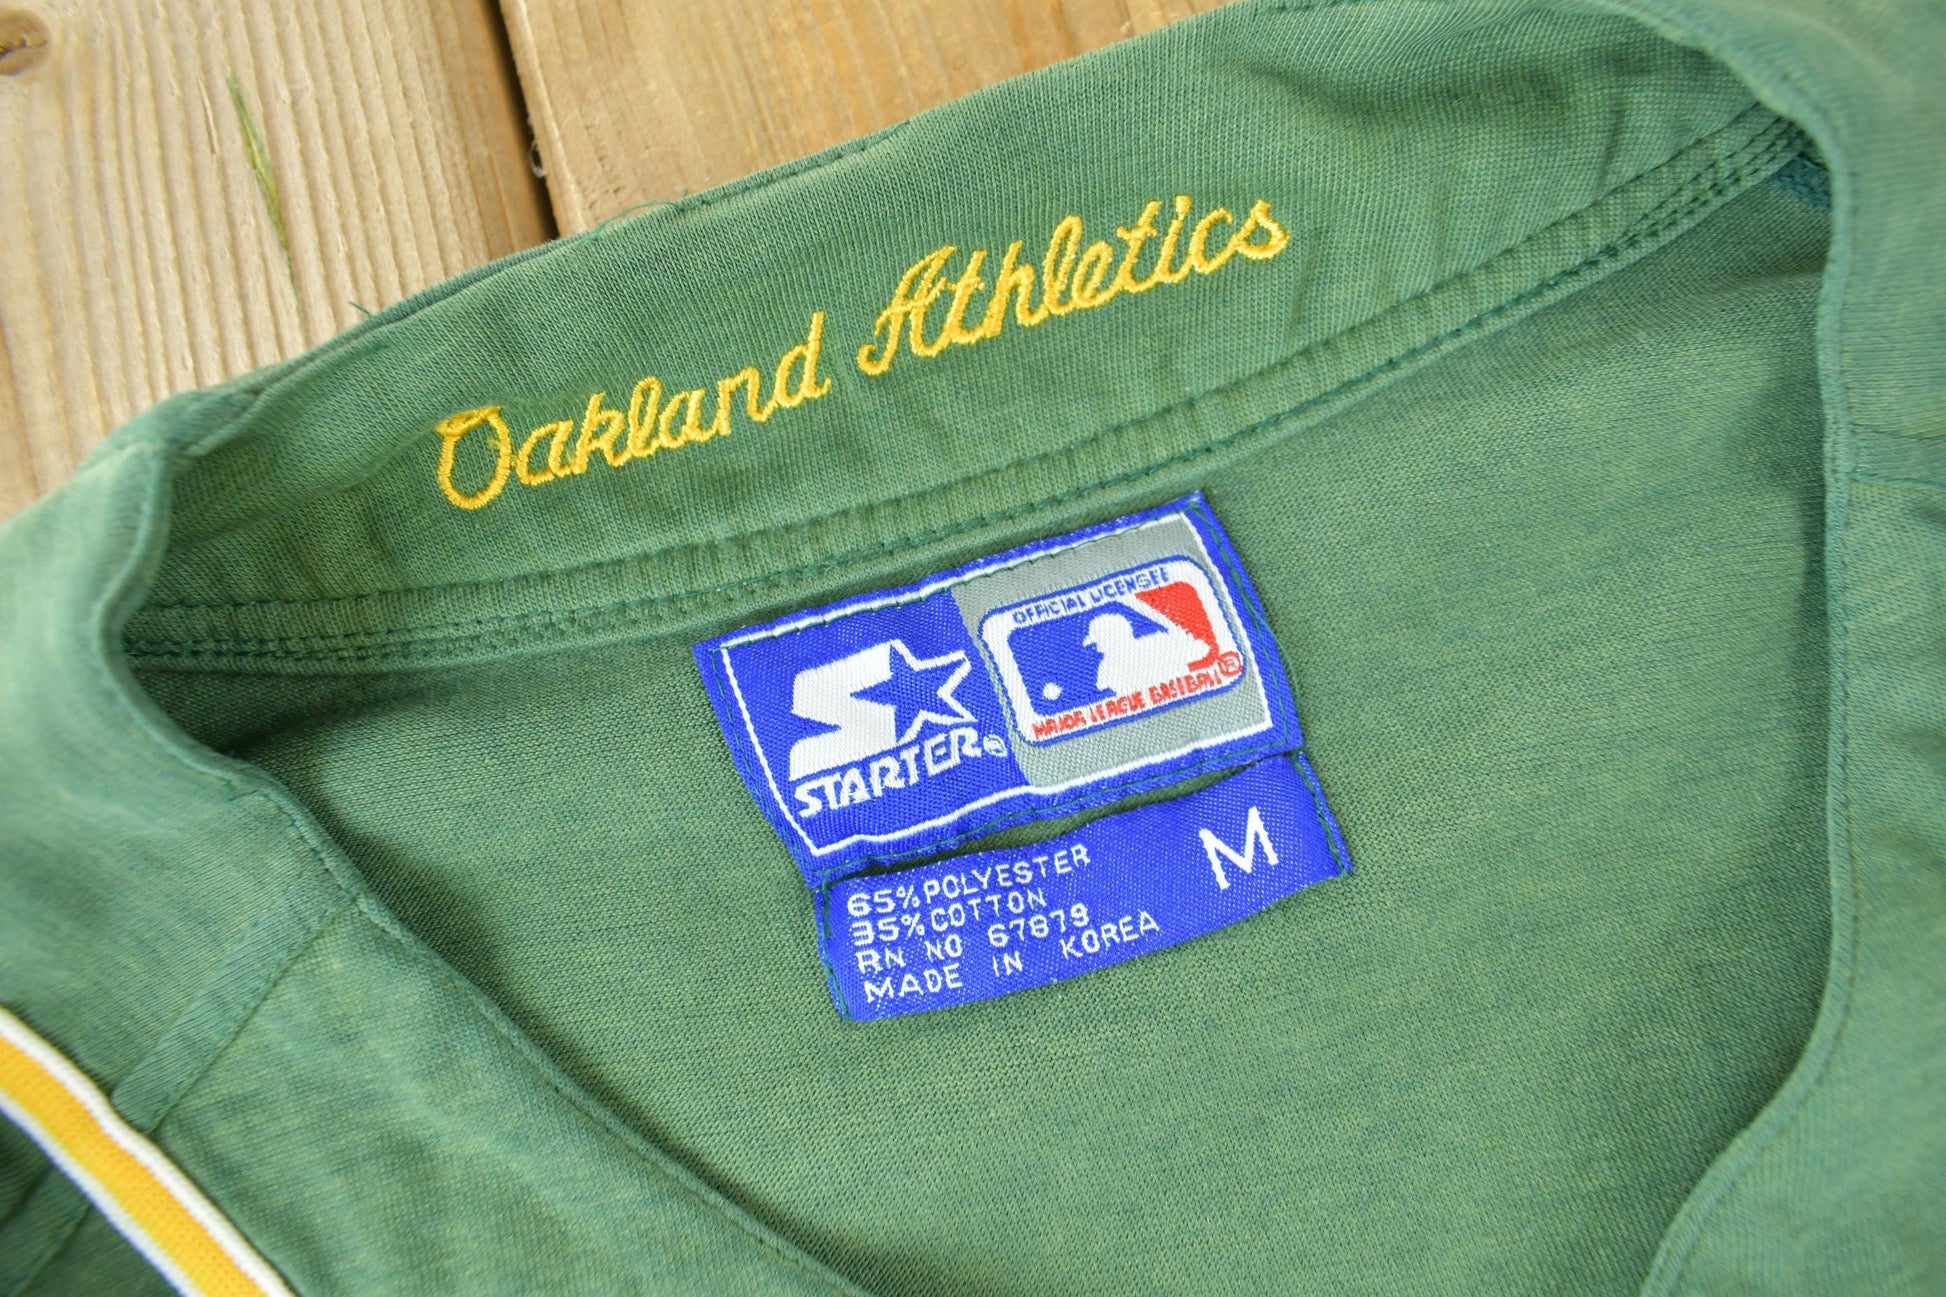 Oakland Athletics
STARTER®
OFFICIAL LICENSEE
MAJOR LEAGUE BASEBALL®
M
65% POLYESTER
35% COTTON
RN NO 67879
MADE IN KOREA